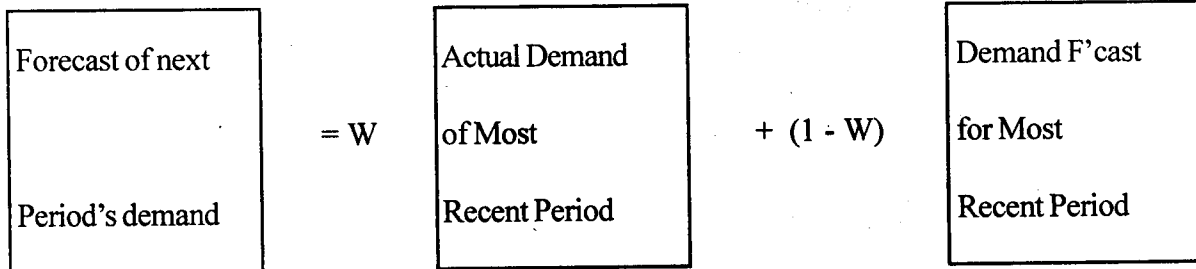 Forecast of next
Period's demand
= W
Actual Demand
of Most
Recent Period
+ (1 - W)
Demand F'cast
for Most
Recent Period